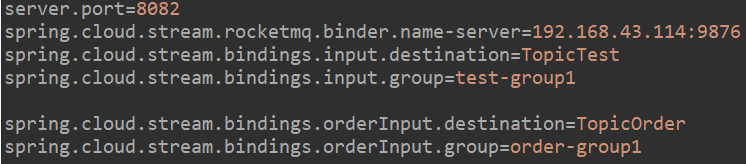 server.port=8082
spring.cloud.stream.rocketmq.binder.name-server=192.168.43.114:9876
spring.cloud.stream.bindings.input.destination=TopicTest
spring.cloud.stream.bindings.input.group=test-group1
spring.cloud.stream.bindings.orderInput.destination=TopicOrder
spring.cloud.stream.bindings.orderInput.group=order-group1